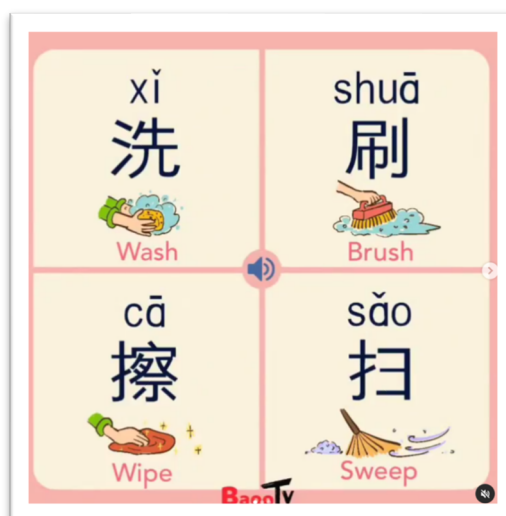 xǐ
洗
Wash
shuā
刷
Brush
cā
擦
Wipe
sǎo
扫
Sweep